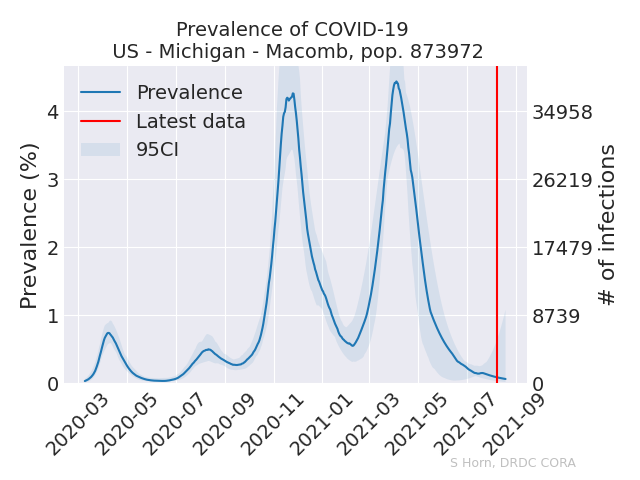 Prevalence of COVID-19
US - Michigan - Macomb, pop. 873972
Prevalence
Latest data
95CI
Prevalence (%)
4
3
2
1
0
34958
26219
17479
8739
0
# of infections
2020-03
2020-05
2020-07
2020-09
2020-11
2021-01
2021-03
2021-05
2021-07
2021-09
S Horn, DRDC CORA